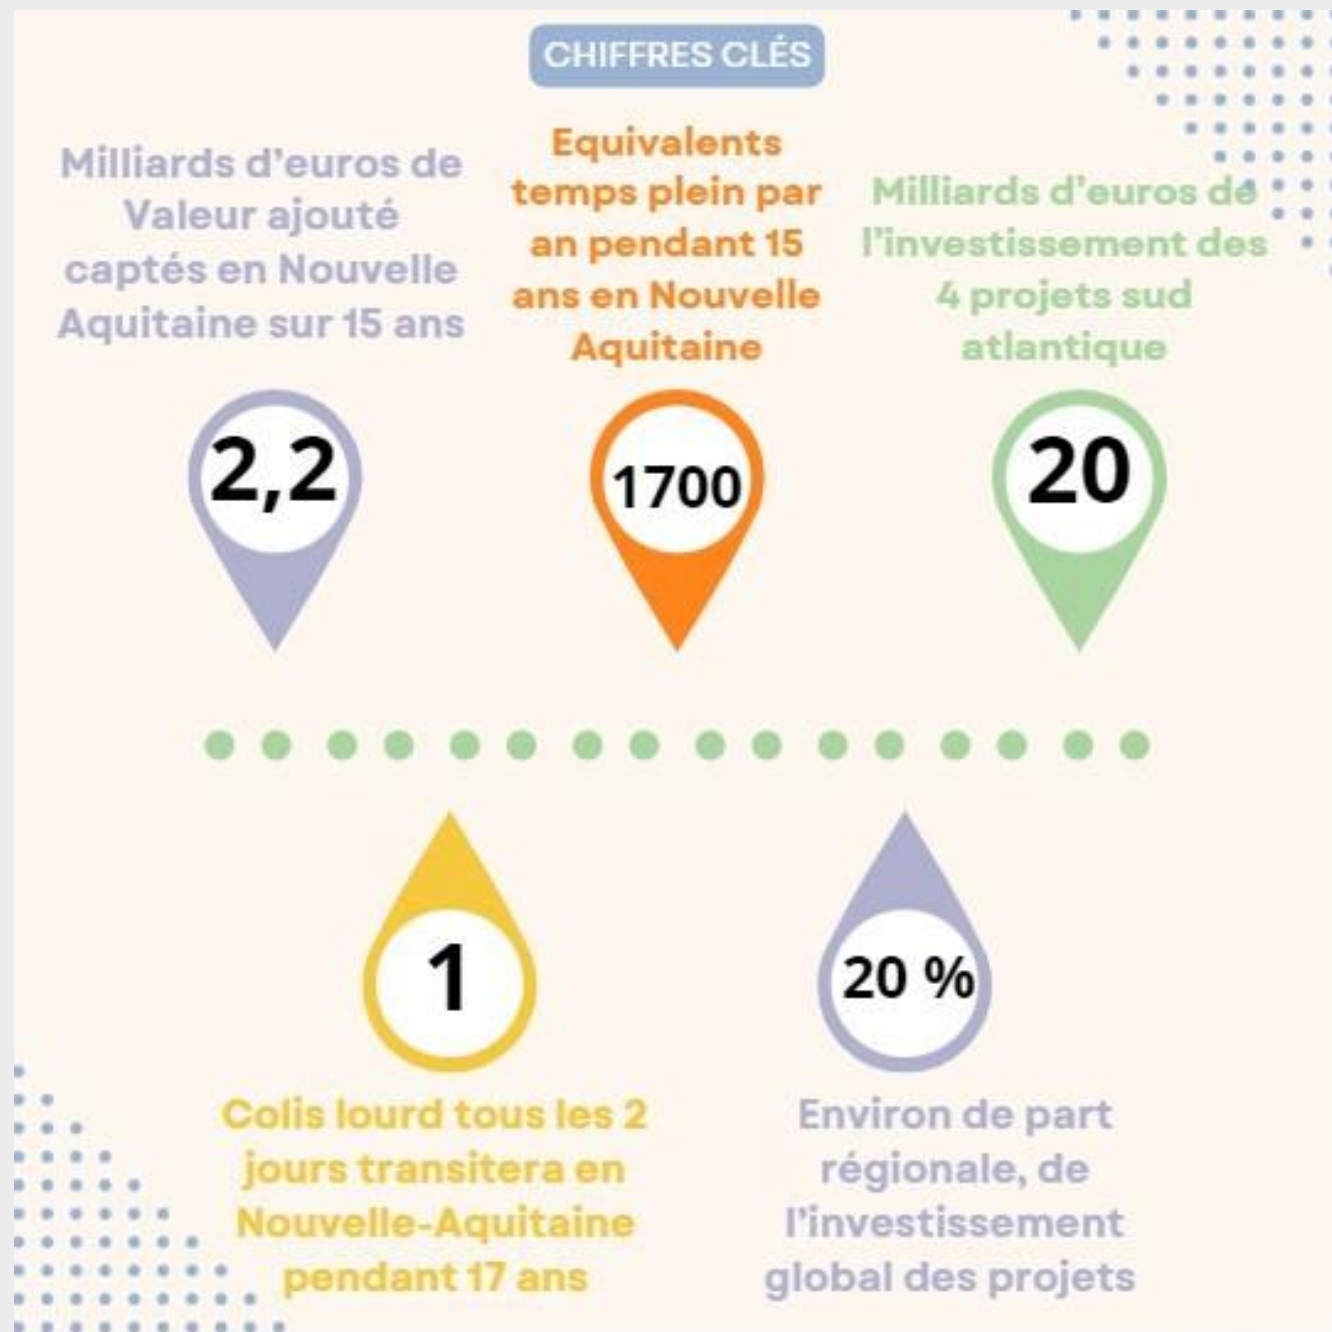 CHIFFRES CLÉS
Milliards d'euros de
Valeur ajouté
captés en Nouvelle
Aquitaine sur 15 ans
2,2
Equivalents
temps plein par
an pendant 15
ans en Nouvelle
Aquitaine
1700
Milliards d'euros de
l'investissement des
4 projets sud
atlantique
20
1
Colis lourd tous les 2
jours transitera en
Nouvelle-Aquitaine
pendant 17 ans
20 %
Environ de part
régionale, de
l'investissement
global des projets